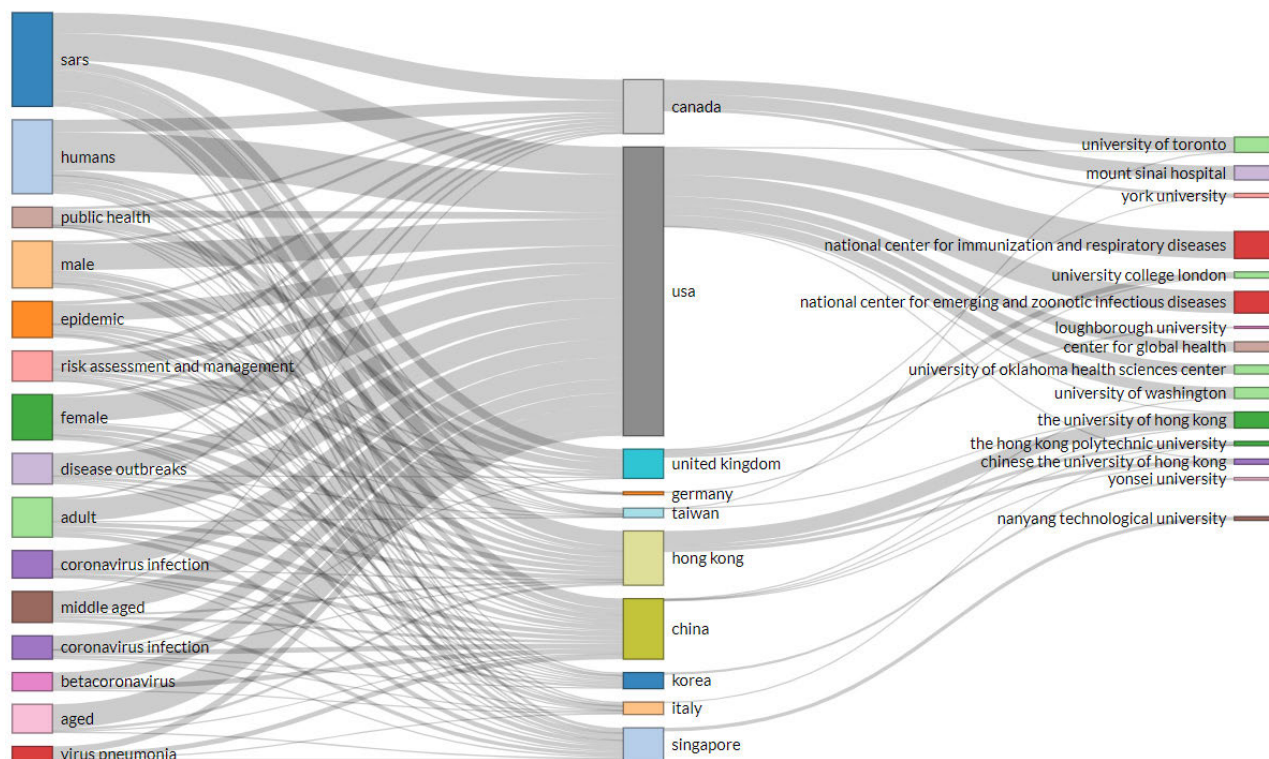 sars
humans
public health
male
epidemic
risk assessment and management
female
disease outbreaks
adult
coronavirus infection
middle aged
coronavirus infection
betacoronavirus
aged
virus pneumonia
canada
usa
united kingdom
germany
taiwan
hong kong
china
korea
italy
singapore
university of toronto
mount sinai hospital
york university
national center for immunization and respiratory diseases
university college london
national center for emerging and zoonotic infectious diseases
loughborough university
center for global health
university of oklahoma health sciences center
university of washington
the university of hong kong
the hong kong polytechnic university
chinese the university of hong kong
yonsei university
nanyang technological university